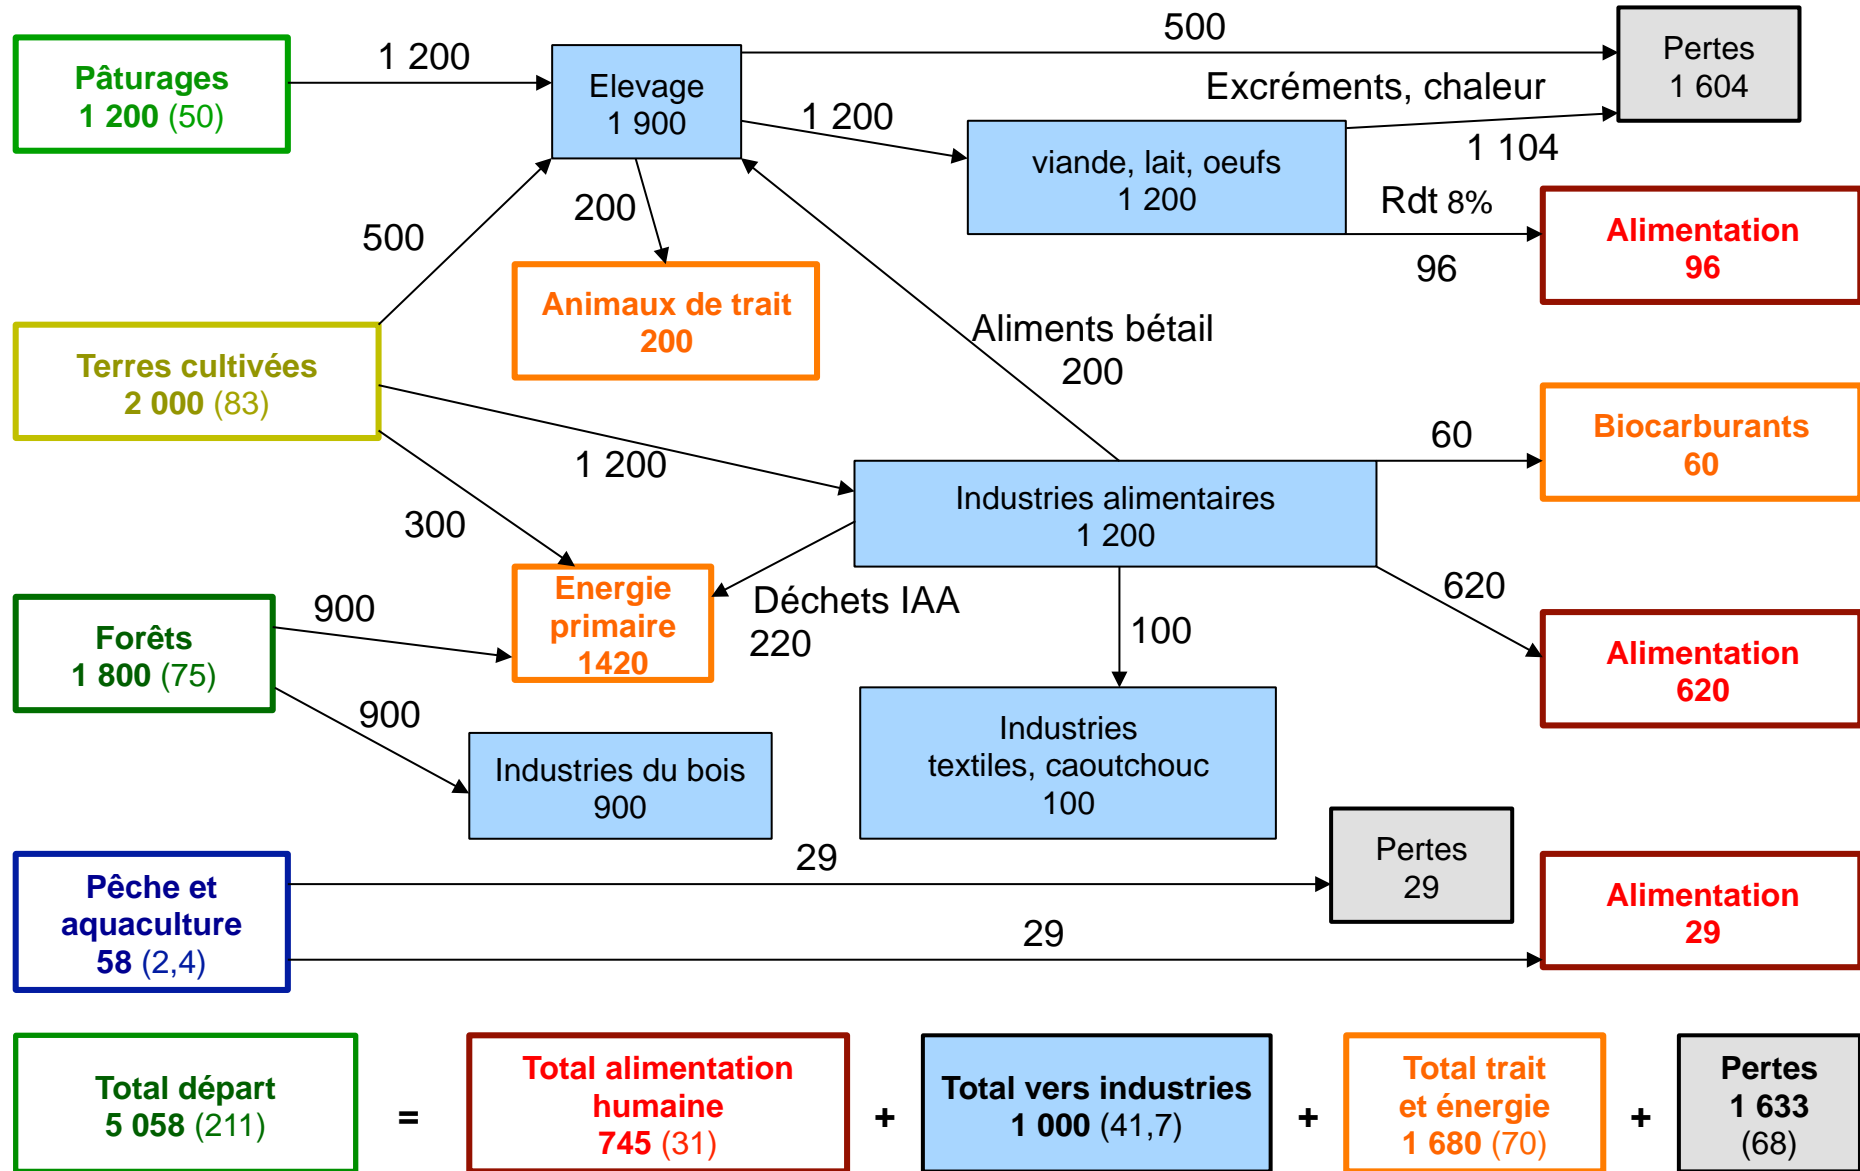 500
1 200
Pâturages
1 200 (50)
Elevage
1 900
Pertes
1 604
Excréments, chaleur
1 200
1 104
viande, lait, oeufs
1 200
Rdt 8%
200
500
96
Alimentation
96
Animaux de trait
200
Aliments bétail
200
Terres cultivées
2 000 (83)
60
Biocarburants
60
1 200
300
Industries alimentaires
1 200
Energie
primaire
1420
Déchets IAA
220
620
900
Forêts
1 800 (75)
100
Alimentation
620
900
Industries du bois
900
Industries
textiles, caoutchouc
100
29
Pertes
29
Pêche et
aquaculture
58 (2,4)
29
Alimentation
29
Total départ
5 058 (211)
=
Total alimentation
humaine
745 (31)
+
Total vers industries
1 000 (41,7)
+
Total trait
et énergie
1 680 (70)
+
Pertes
1 633
(68)